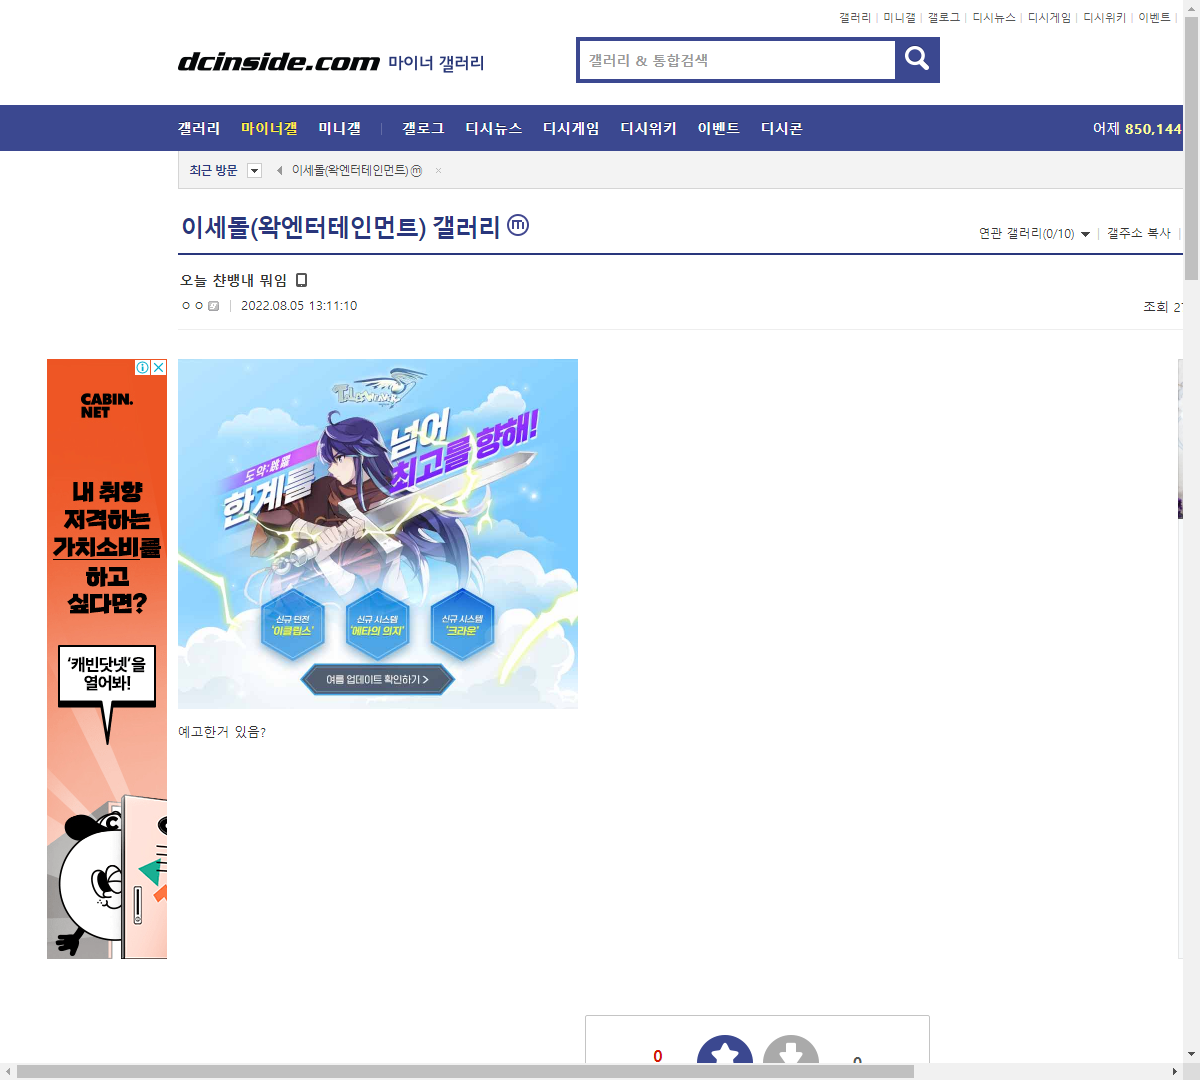 갤러리 | 미니갤 | 갤로그 | 디시뉴스 | 디시게임 | 디시위키 | 이벤트 |
dcinside.com 마이너 갤러리
갤러리 & 통합검색
갤러리 마이너갤 미니갤 | 갤로그 디시뉴스 디시게임 디시위키 이벤트 디시콘
어제 850,144
최근 방문
이세돌(왁엔터테인먼트) ⓜ ×
이세돌(왁엔터테인먼트) 갤러리 ⓜ
연관 갤러리(0/10) | 갤주소 복사 |
오늘 챤뱅내 뭐임
ㅇㅇ | 2022.08.05 13:11:10
조회
CABIN.
NET
내 취향
저격하는
가치소비를
하고
싶다면?
'캐빈닷넷'을
열어봐!
TALESWEAVER
도약:跳躍
한계를
넘어
최고를 향해!
신규 던전
'이클립스'
신규 시스템
'에타의 의지'
신규 시스템
'크라운'
여름 업데이트 확인하기 >
예고한거 있음?
0